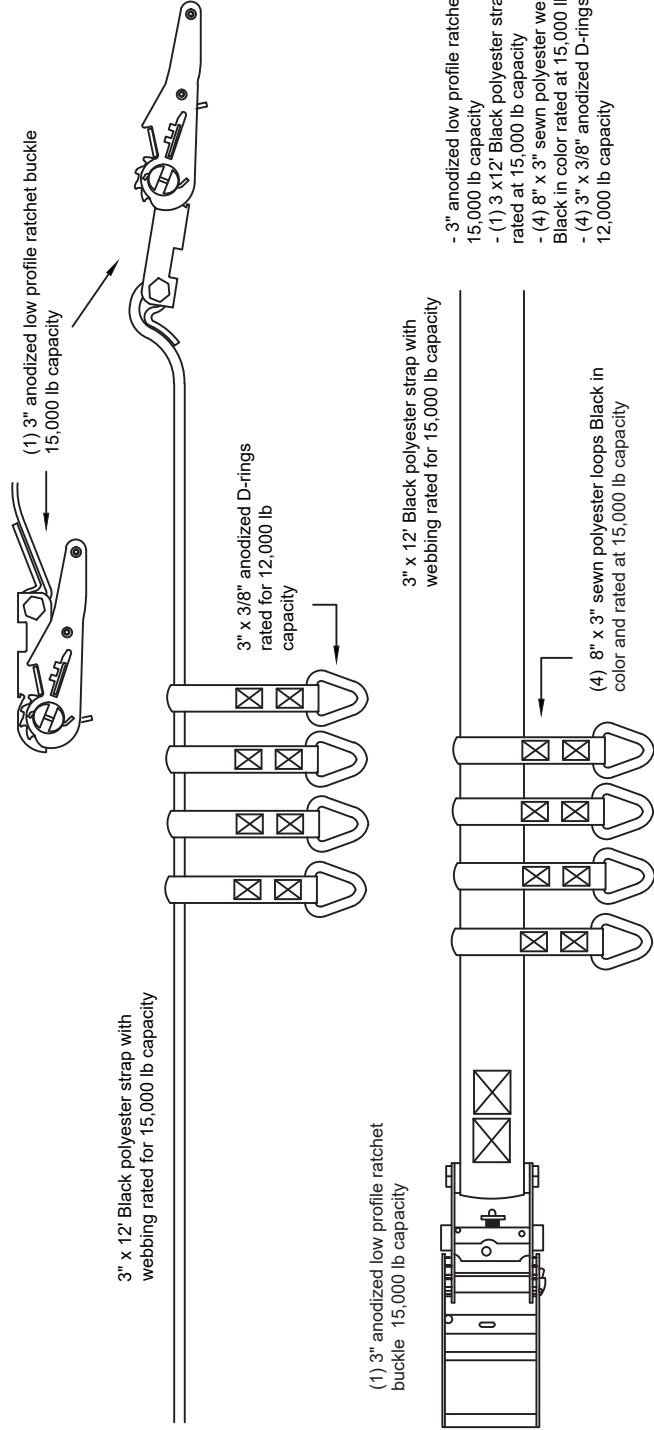 (1) 3" anodized low profile ratchet buckle
15,000 lb capacity
3" x 12' Black polyester strap with
webbing rated for 15,000 lb capacity
3" x 3/8" anodized D-rings
rated for 12,000 lb
capacity
(1) 3" anodized low profile ratchet
buckle 15,000 lb capacity
3" x 12' Black polyester strap with
webbing rated for 15,000 lb capacity
(4) 8" x 3" sewn polyester loops Black in
color and rated at 15,000 lb capacity
- 3" anodized low profile
15,000 lb capacity
- (1) 3 x12' Black polyester
rated at 15,000 lb capacity
- (4) 8" x 3" sewn polyester
Black in color rated at 15,000
- (4) 3" x 3/8" anodized D-rings
12,000 lb capacity